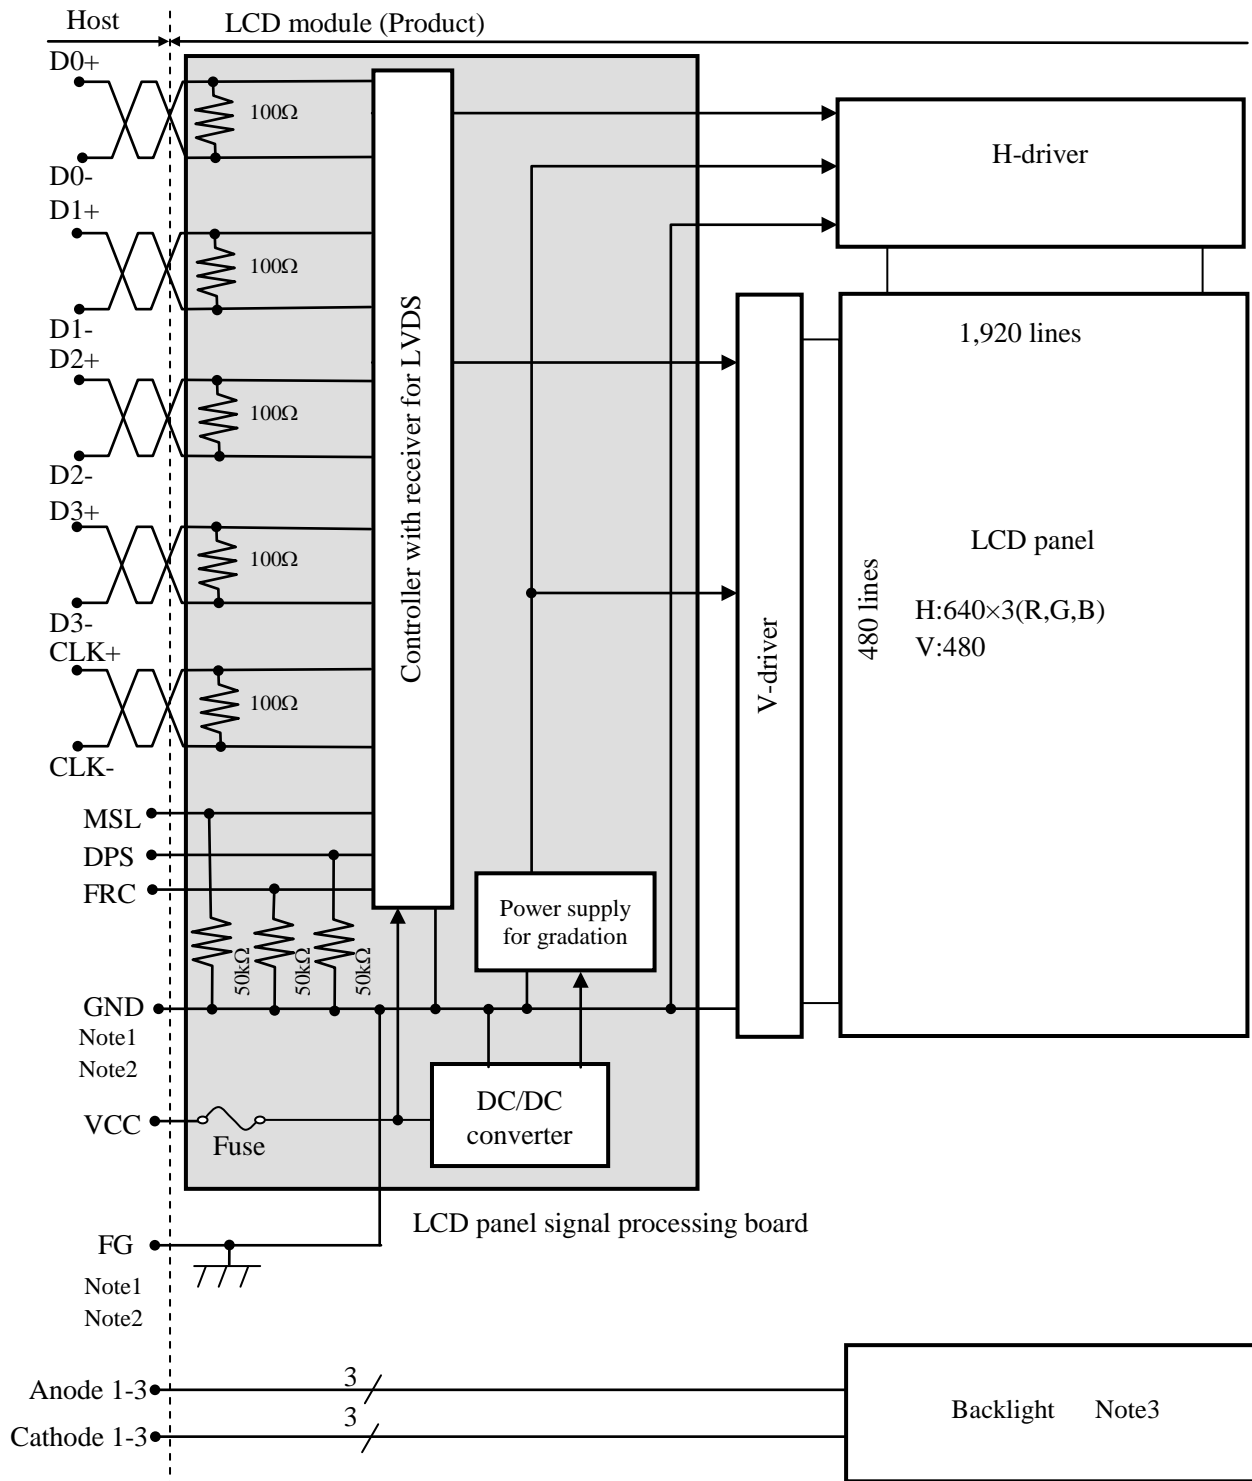 Host
LCD module (Product)
D0+
100Ω
D0-
D1+
100Ω
D1-
D2+
100Ω
D2-
D3+
100Ω
D3-
CLK+
100Ω
CLK-
MSL
DPS
FRC
50kΩ
50kΩ
50kΩ
GND
Note1
Note2
VCC
Fuse
FG
Note1
Note2
Controller with receiver for LVDS
Power supply
for gradation
DC/DC
converter
LCD panel signal processing board
H-driver
V-driver
1,920 lines
480 lines
LCD panel
H:640×3(R,G,B)
V:480
Anode 1-3
3
Cathode 1-3
3
Backlight Note3